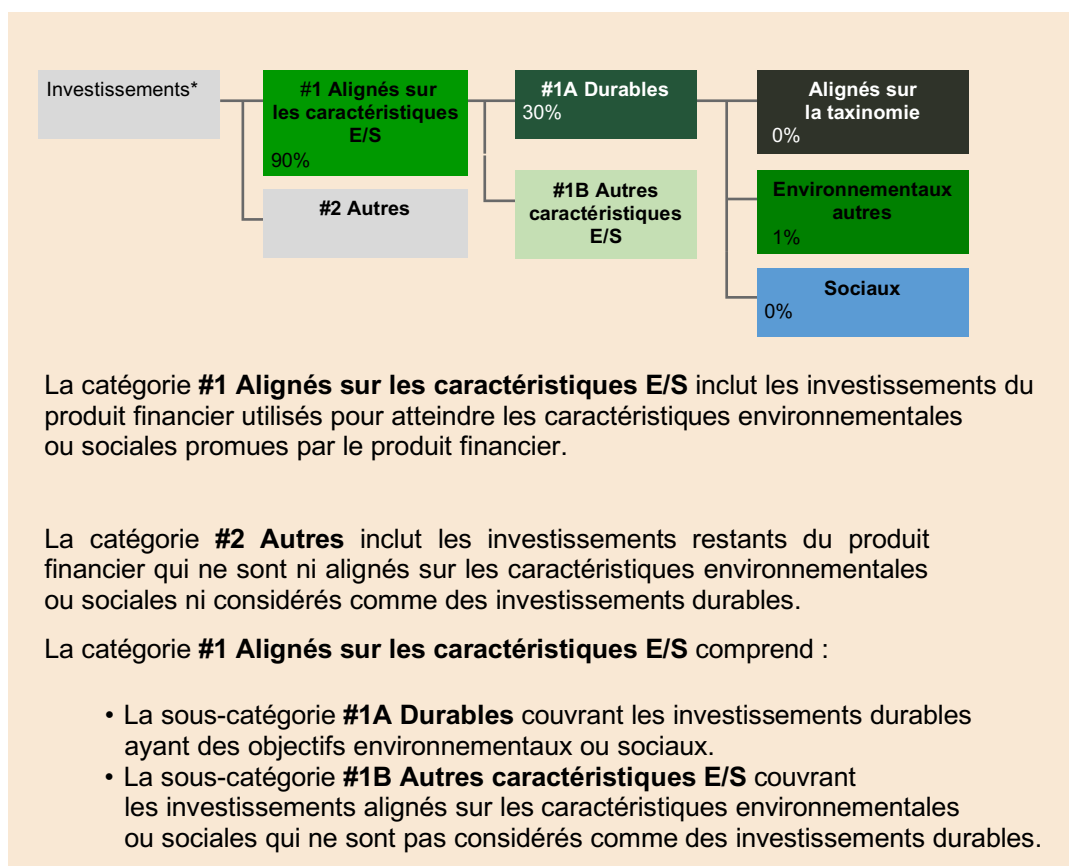 Investissements*
#1 Alignés sur
les caractéristiques
E/S
90%
#2 Autres
#1A Durables
30%
#1B Autres
caractéristiques
E/S
Alignés sur
la taxinomie
0%
Environnementaux
autres
1%
Sociaux
0%
La catégorie #1 Alignés sur les caractéristiques E/S inclut les investissements du
produit financier utilisés pour atteindre les caractéristiques environnementales
ou sociales promues par le produit financier.
La catégorie #2 Autres inclut les investissements restants du produit
financier qui ne sont ni alignés sur les caractéristiques environnementales
ou sociales ni considérés comme des investissements durables.
La catégorie #1 Alignés sur les caractéristiques E/S comprend :
• La sous-catégorie #1A Durables couvrant les investissements durables
ayant des objectifs environnementaux ou sociaux.
• La sous-catégorie #1B Autres caractéristiques E/S couvrant
les investissements alignés sur les caractéristiques environnementales
ou sociales qui ne sont pas considérés comme des investissements durables.